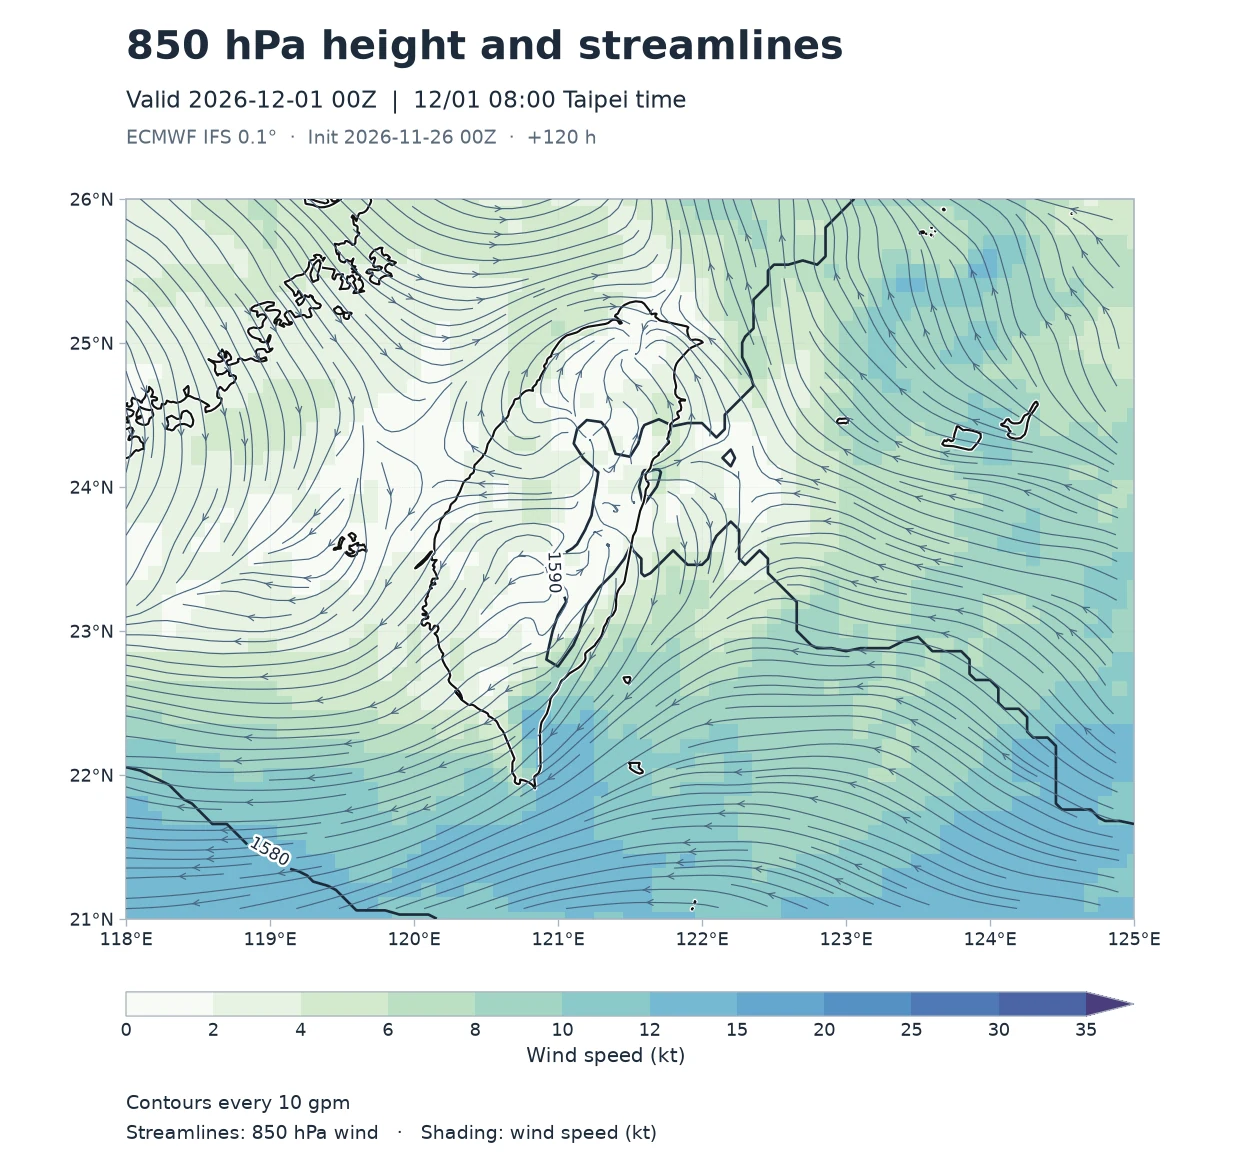 850 hPa height and streamlines
Valid 2026-12-01 00Z | 12/01 08:00 Taipei time
ECMWF IFS 0.1° · Init 2026-11-26 00Z · +120 h
26°N
25°N
24°N
1590
23°N
22°N
1580
21°N
118°E 119°E 120°E 121°E 122°E 123°E 124°E 125°E
0 2 4 6 8 10 12 15 20 25 30 35
Wind speed (kt)
Contours every 10 gpm
Streamlines: 850 hPa wind · Shading: wind speed (kt)